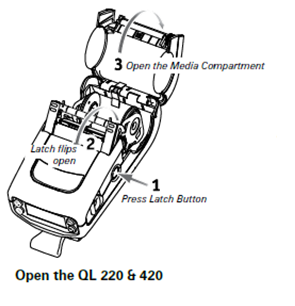 3 Open the Media Compartment
2
Latch flips
open
1
Press Latch Button
Open the QL 220 & 420